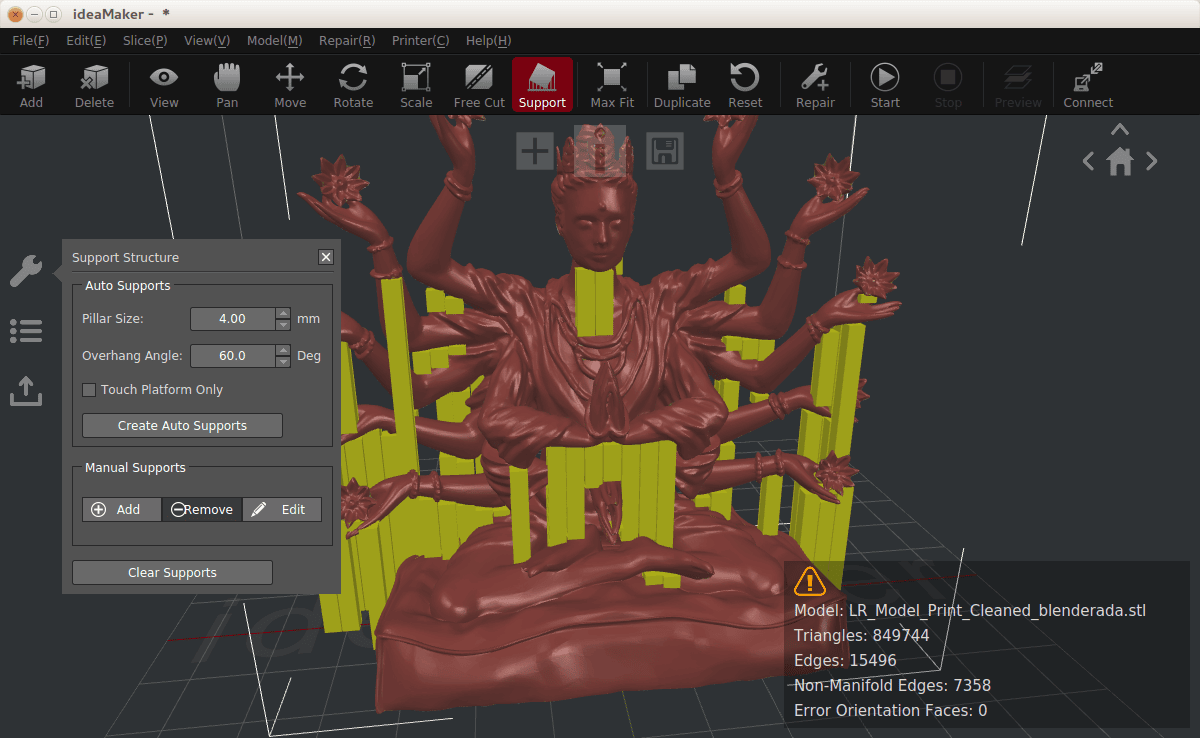 ideaMaker - *
File(F) Edit(E) Slice(P) View(V) Model(M) Repair(R) Printer(C) Help(H)
Add Delete View Pan Move Rotate Scale Free Cut Support Max Fit Duplicate Reset Repair Start Stop Preview Connect
Support Structure
Auto Supports
Pillar Size: 4.00 mm
Overhang Angle: 60.0 Deg
Touch Platform Only
Create Auto Supports
Manual Supports
Add Remove Edit
Clear Supports
Model: LR_Model_Print_Cleaned_blenderada.stl
Triangles: 849744
Edges: 15496
Non-Manifold Edges: 7358
Error Orientation Faces: 0